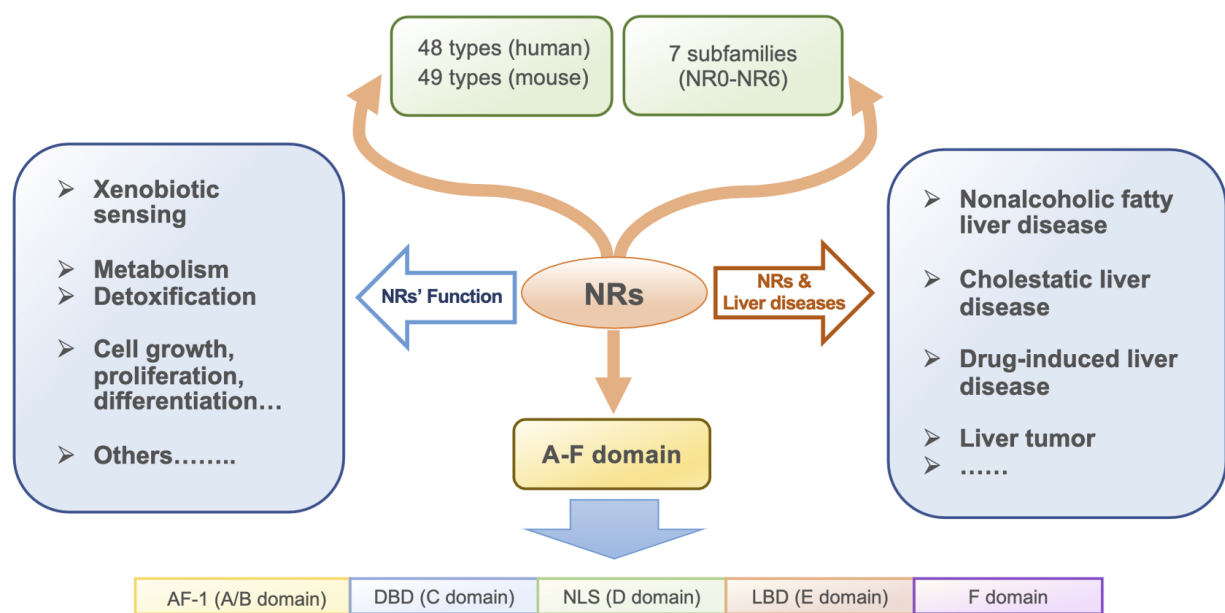 48 types (human)
49 types (mouse)
7 subfamilies
(NR0-NR6)
➢ Xenobiotic
sensing
➢ Metabolism
➢ Detoxification
➢ Cell growth,
proliferation,
differentiation…
➢ Others……..
NRs’ Function
NRs
NRs &
Liver diseases
➢ Nonalcoholic fatty
liver disease
➢ Cholestatic liver
disease
➢ Drug-induced liver
disease
➢ Liver tumor
➢ ……
A-F domain
AF-1 (A/B domain)
DBD (C domain)
NLS (D domain)
LBD (E domain)
F domain